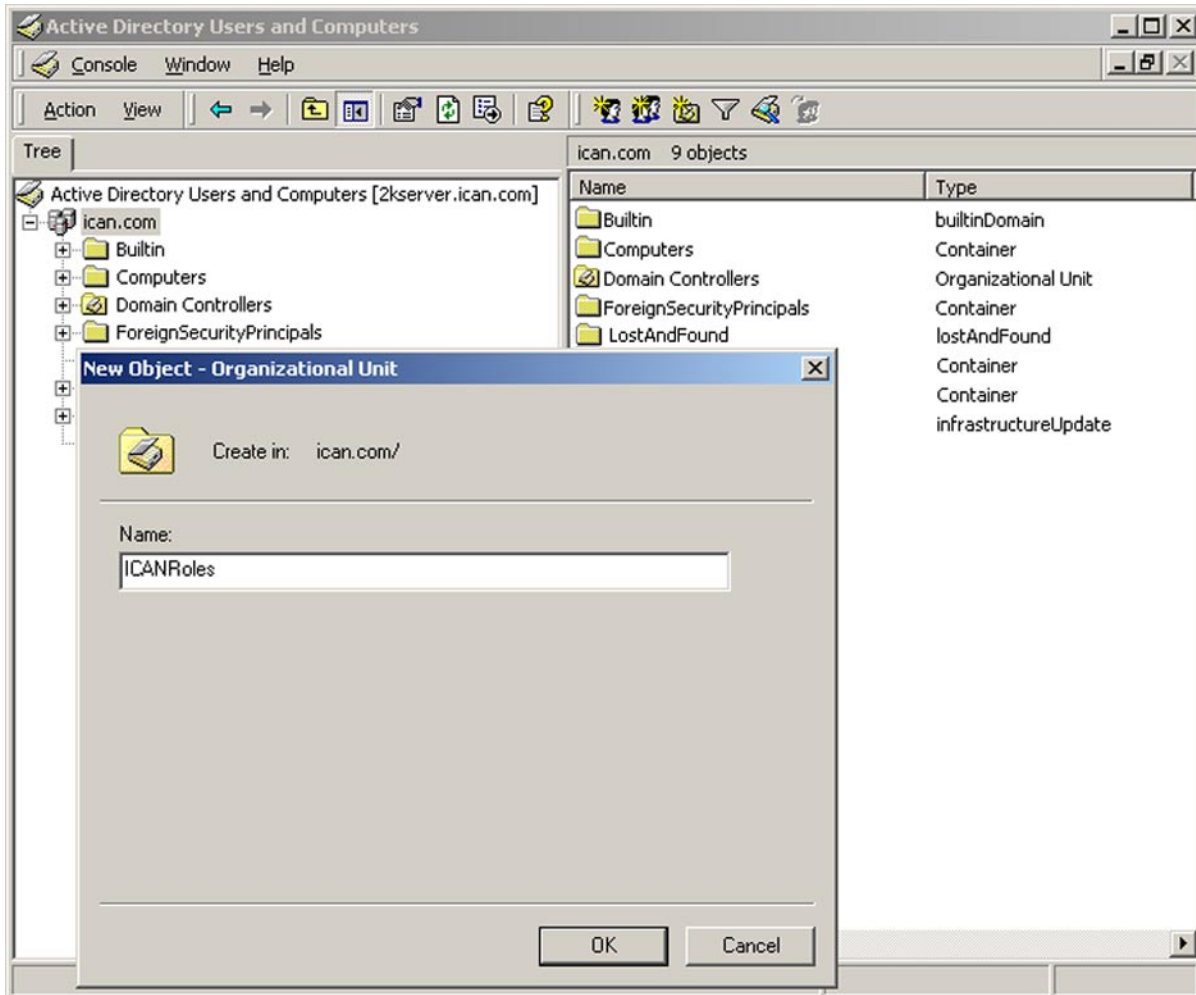 Active Directory Users and Computers
Console Window Help
Action View
Tree
ican.com 9 objects
Active Directory Users and Computers [2kserver.ican.com]
ican.com
Builtin
Computers
Domain Controllers
ForeignSecurityPrincipals
Name Type
Builtin builtinDomain
Computers Container
Domain Controllers Organizational Unit
ForeignSecurityPrincipals Container
LostAndFound lostAndFound
Container
Container
infrastructureUpdate
New Object - Organizational Unit
Create in: ican.com/
Name:
ICANRoles
OK Cancel